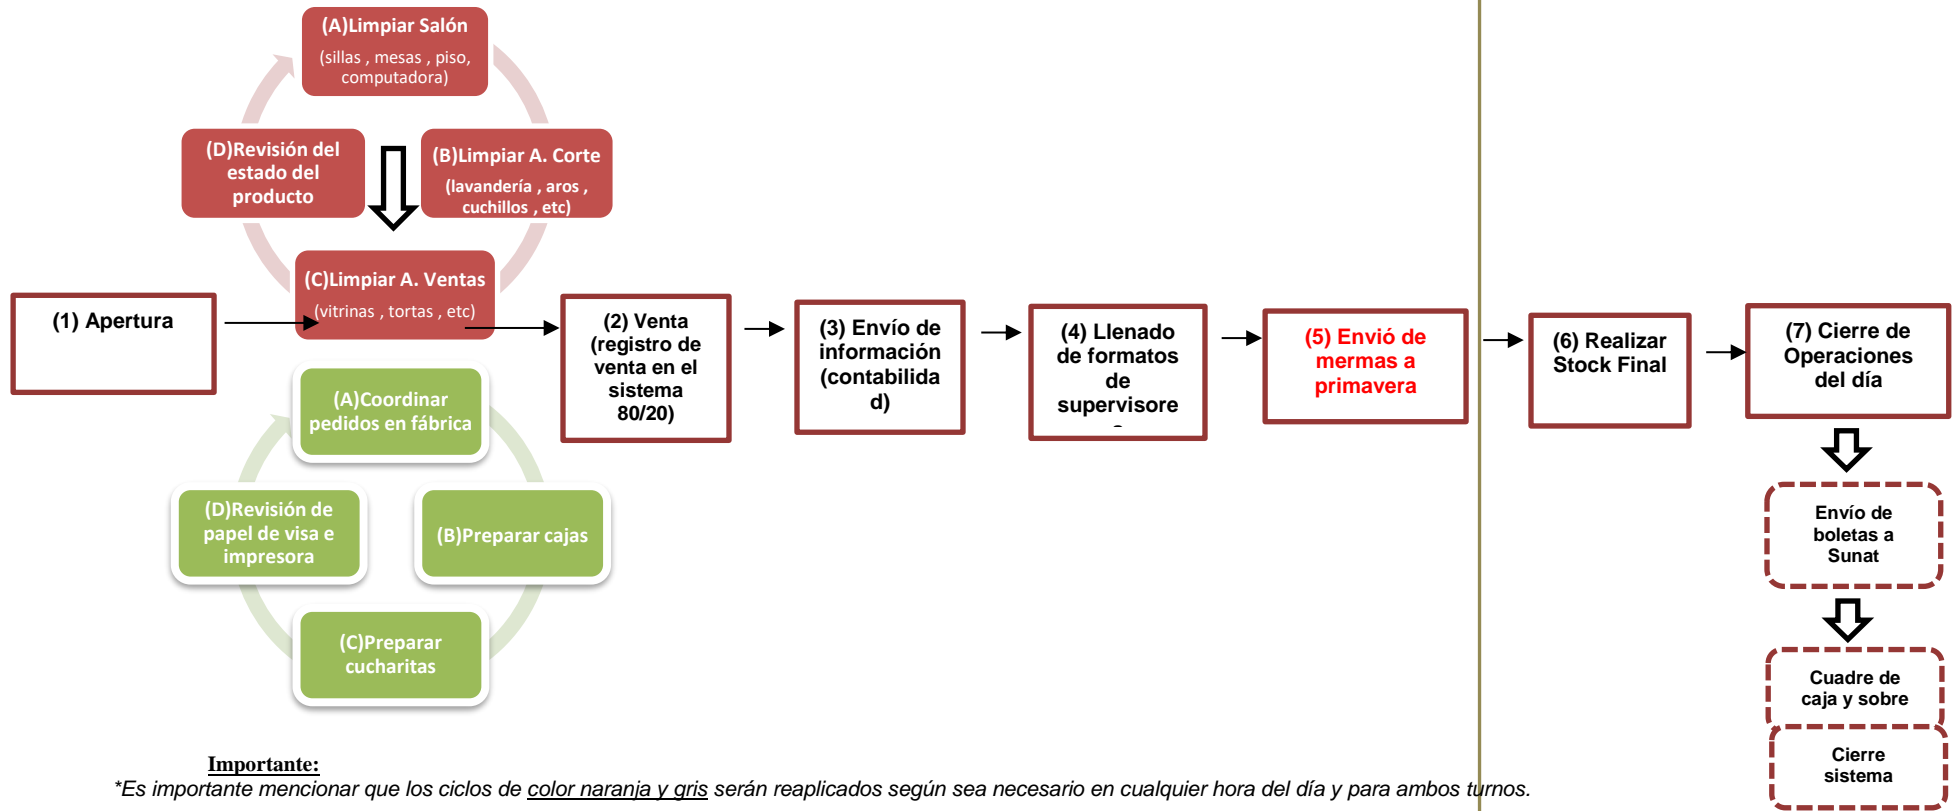 (A)Limpiar Salón
(sillas , mesas , piso,
computadora)
(D)Revisión del
estado del
producto
(B)Limpiar A. Corte
(lavandería , aros ,
cuchillos , etc)
(C)Limpiar A. Ventas
(vitrinas , tortas , etc)
(1) Apertura
(A)Coordinar
pedidos en fábrica
(D)Revisión de
papel de visa e
impresora
(B)Preparar cajas
(C)Preparar
cucharitas
(2) Venta
(registro de
venta en el
sistema
80/20)
(3) Envío de
información
(contabilida
d)
(4) Llenado
de formatos
de
supervisore
(5) Envió de
mermas a
primavera
(6) Realizar
Stock Final
(7) Cierre de
Operaciones
del día
Envío de
boletas a
Sunat
Cuadre de
caja y sobre
Cierre
sistema
Importante:
*Es importante mencionar que los ciclos de color naranja y gris serán reaplicados según sea necesario en cualquier hora del día y para ambos turnos.